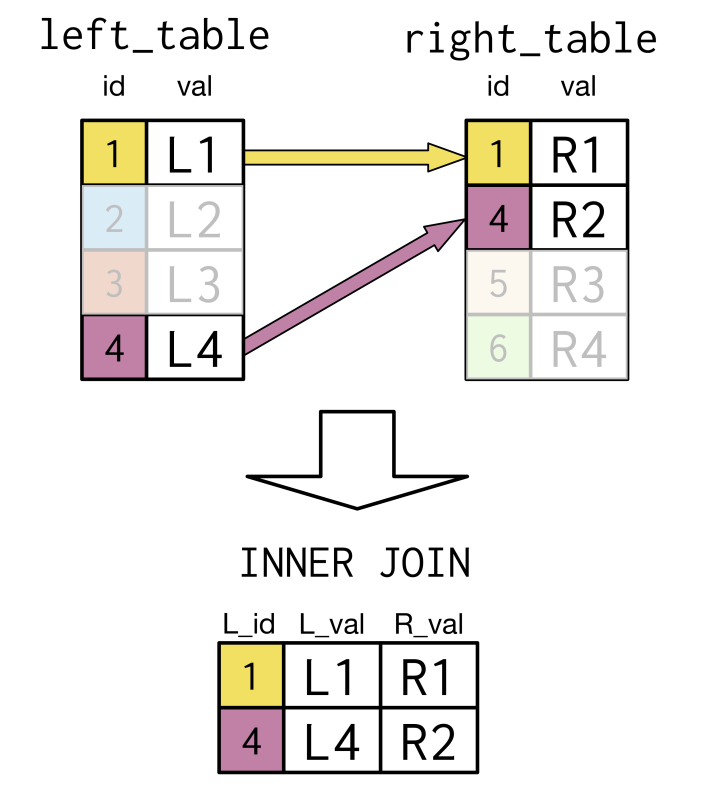 left_table right_table
id val id val
1 L1 1 R1
2 L2 4 R2
3 L3 5 R3
4 L4 6 R4
INNER JOIN
L_id L_val R_val
1 L1 R1
4 L4 R2